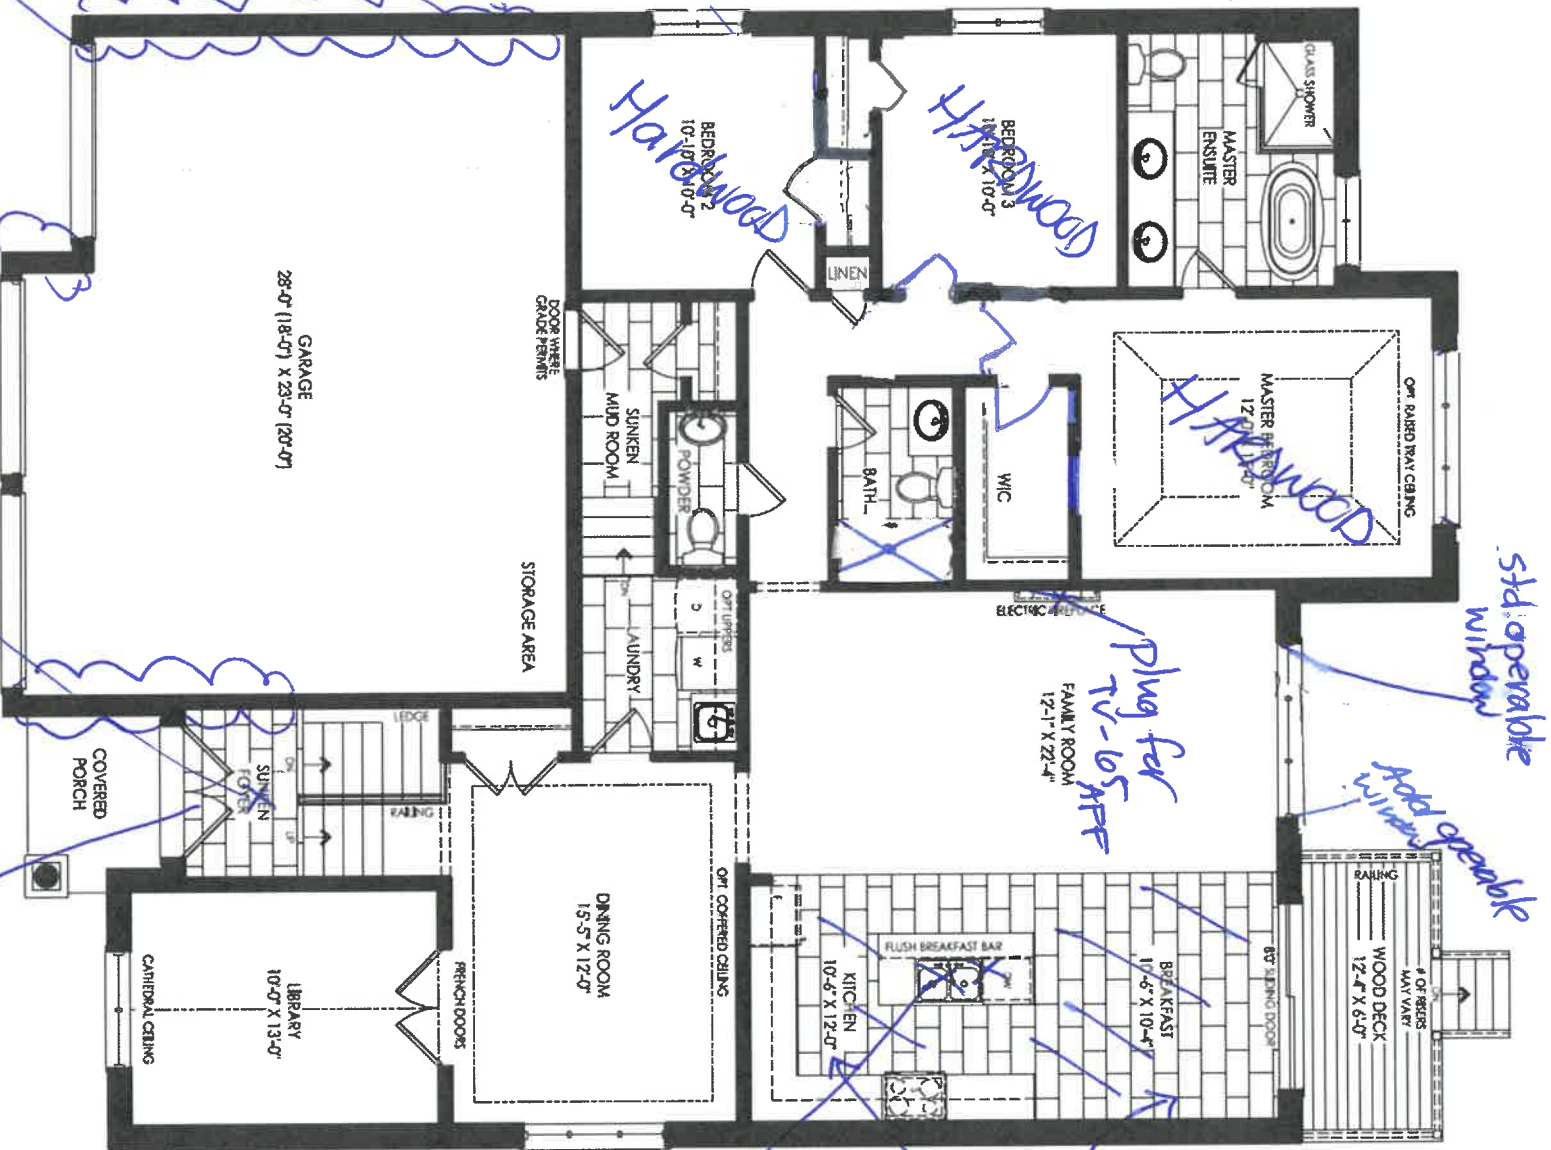 GLASS SHOWER
MASTER
ENSUITE
BEDROOM 3
HARDWOOD
BEDROOM 2
10'-10" X 10'-0"
Hardwood
LINEN
OPT. RAISED TRAY CEILING
MASTER BEDROOM
HARDWOOD
W/C
BATH
DOOR WHERE
GRADE PERMITS
SUNKEN
MUD ROOM
POWDER
GARAGE
28'-0" (18'-0") X 23'-0" (20'-0")
STORAGE AREA
DN
OPT UPPERS
D
W
LAUNDRY
ELECTRIC FIREPLACE
plug for
TV-65 AFF
FAMILY ROOM
12'-1" X 22'-4"
std. operable
window
Add operable
window
LEDGE
RAILING
DN
UP
SUNKEN
FOYER
COVERED
PORCH
OPT. COFFERED CEILING
DINING ROOM
15'-5" X 12'-0"
FRENCH DOORS
LIBRARY
10'-0" X 13'-0"
CATHEDRAL CEILING
FLUSH BREAKFAST BAR
DW
KITCHEN
10'-6" X 12'-0"
BREAKFAST
10'-6" X 10'-4"
8'0" SLIDING DOOR
RAILING
WOOD DECK
12'-4" X 6'-0"
# OF RISERS
MAY VARY
DN